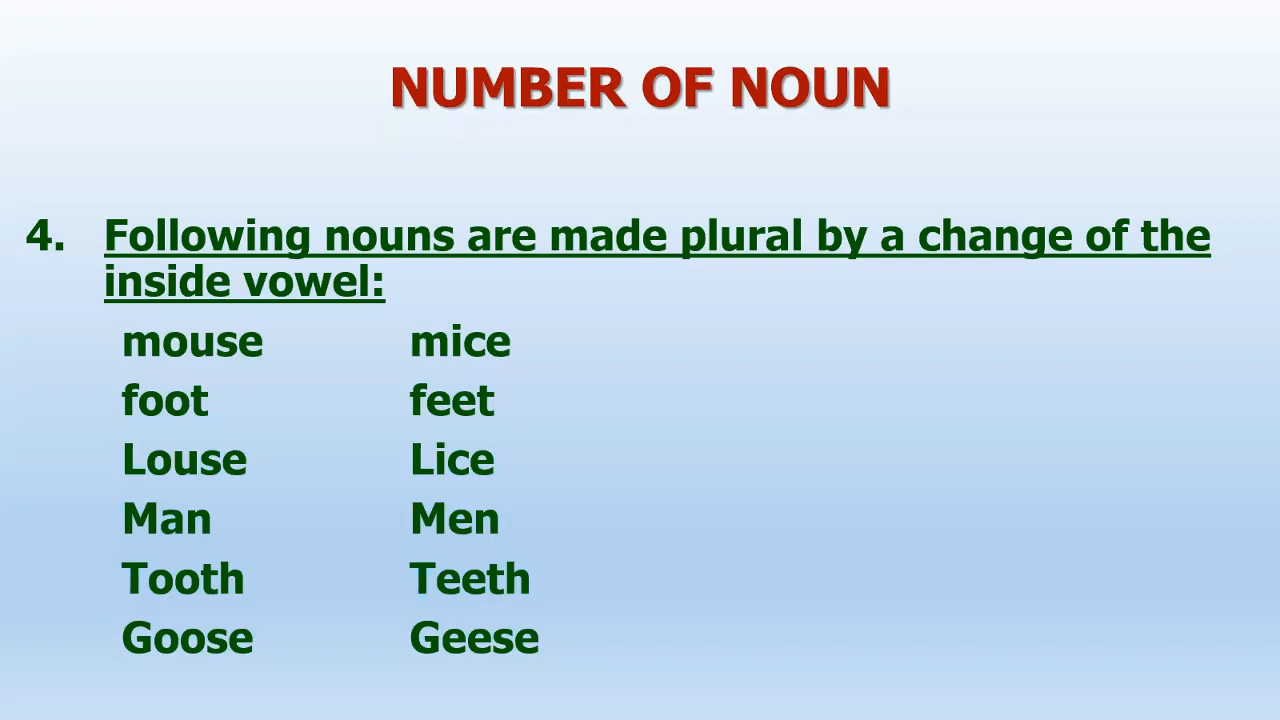 NUMBER OF NOUN
4. Following nouns are made plural by a change of the
inside vowel:
mouse mice
foot feet
Louse Lice
Man Men
Tooth Teeth
Goose Geese